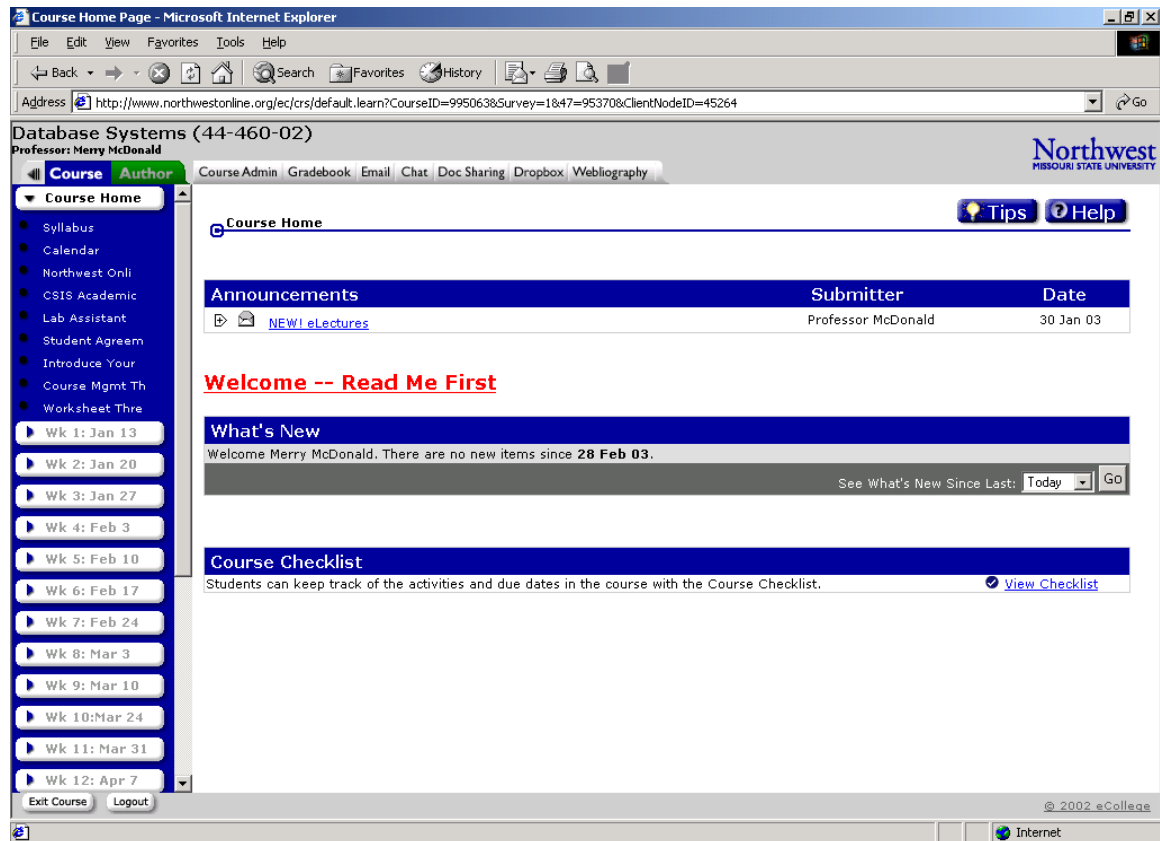 Course Home Page - Microsoft Internet Explorer
File Edit View Favorites Tools Help
Back Search Favorites History
Address http://www.northwestonline.org/ec/crs/default.learn?CourseID=995063&Survey=1&47=95370&ClientNodeID=45264 Go
Database Systems (44-460-02)
Professor: Merry McDonald
Northwest
MISSOURI STATE UNIVERSITY
Course Author Course Admin Gradebook Email Chat Doc Sharing Dropbox Webliography
Course Home
Syllabus
Calendar
Northwest Onli
CSIS Academic
Lab Assistant
Student Agreem
Introduce Your
Course Mgmt Th
Worksheet Thre
Wk 1: Jan 13
Wk 2: Jan 20
Wk 3: Jan 27
Wk 4: Feb 3
Wk 5: Feb 10
Wk 6: Feb 17
Wk 7: Feb 24
Wk 8: Mar 3
Wk 9: Mar 10
Wk 10:Mar 24
Wk 11: Mar 31
Wk 12: Apr 7
Exit Course Logout
Course Home
Tips ? Help
Announcements Submitter Date
NEW! eLectures Professor McDonald 30 Jan 03
Welcome -- Read Me First
What's New
Welcome Merry McDonald. There are no new items since 28 Feb 03.
See What's New Since Last: Today Go
Course Checklist
Students can keep track of the activities and due dates in the course with the Course Checklist. View Checklist
© 2002 eCollege
Internet